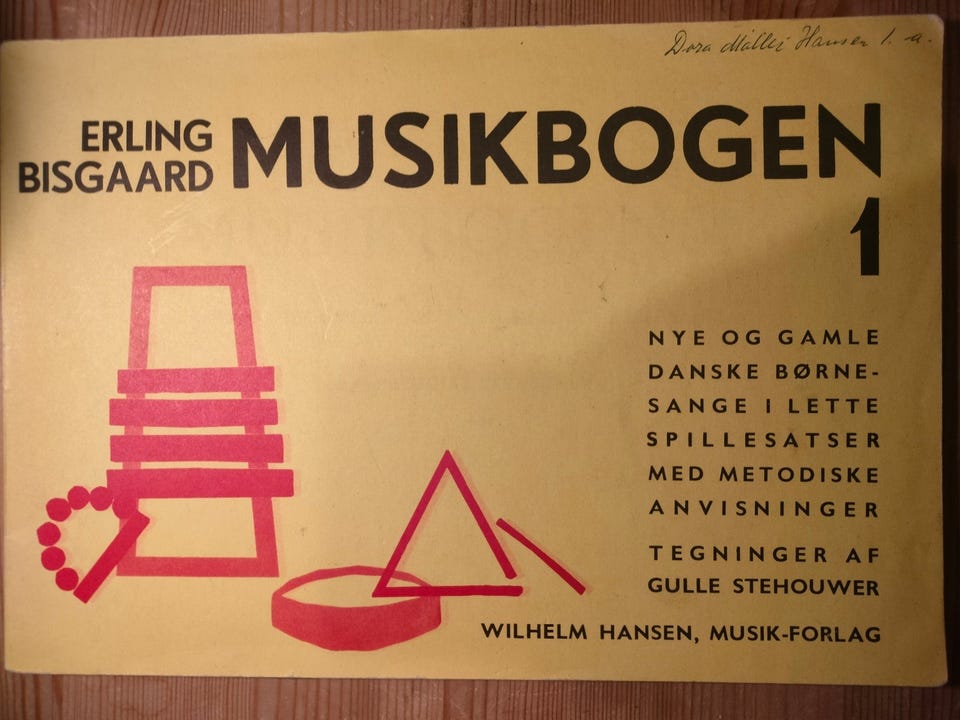 Dora Møller Hansen 1. a.
ERLING
BISGAARD
MUSIKBOGEN
1
NYE OG GAMLE
DANSKE BØRNE-
SANGE I LETTE
SPILLESATSER
MED METODISKE
ANVISNINGER
TEGNINGER AF
GULLE STEHOUWER
WILHELM HANSEN, MUSIK-FORLAG